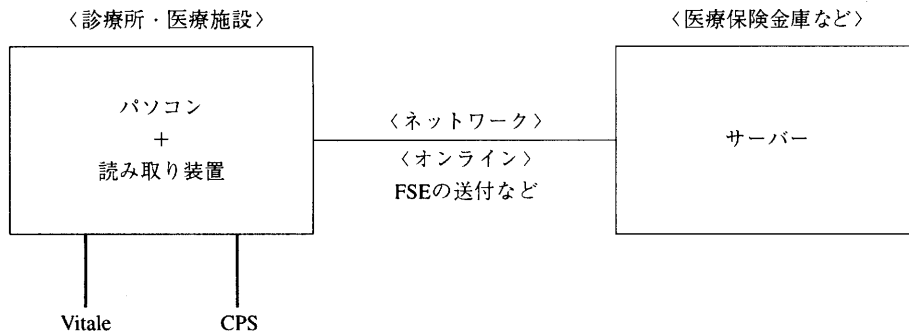 〈診療所・医療施設〉
〈医療保険金庫など〉
パソコン
+
読み取り装置
〈ネットワーク〉
〈オンライン〉
FSEの送付など
サーバー
Vitale
CPS